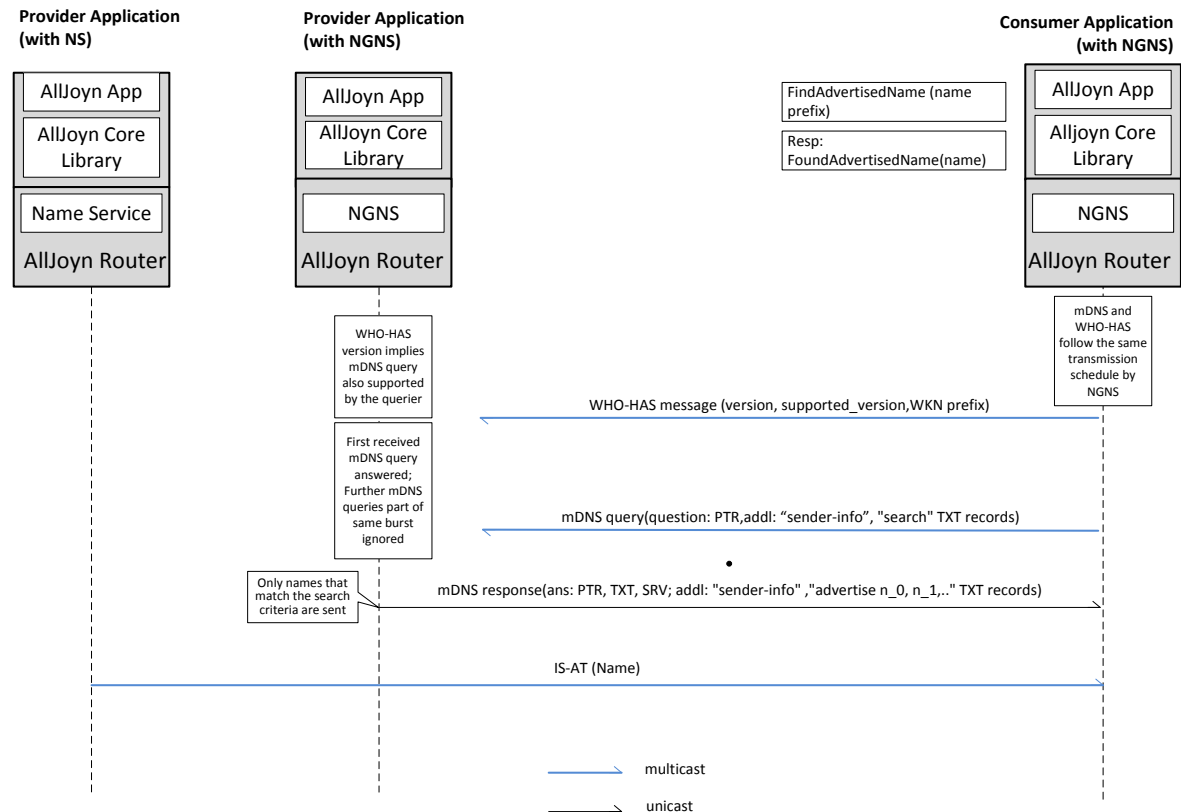 Provider Application
(with NS)
Provider Application
(with NGNS)
Consumer Application
(with NGNS)
AllJoyn App
AllJoyn Core
Library
Name Service
AllJoyn Router
AllJoyn App
AllJoyn Core
Library
NGNS
AllJoyn Router
FindAdvertisedName (name
prefix)
Resp:
FoundAdvertisedName(name)
AllJoyn App
Alljoyn Core
Library
NGNS
AllJoyn Router
WHO-HAS
version implies
mDNS query
also supported
by the querier
mDNS and
WHO-HAS
follow the same
transmission
schedule by
NGNS
WHO-HAS message (version, supported_version,WKN prefix)
First received
mDNS query
answered;
Further mDNS
queries part of
same burst
ignored
mDNS query(question: PTR,addl: “sender-info”, "search" TXT records)
Only names that
match the search
criteria are sent
mDNS response(ans: PTR, TXT, SRV; addl: "sender-info" ,"advertise n_0, n_1,.." TXT records)
IS-AT (Name)
multicast
unicast